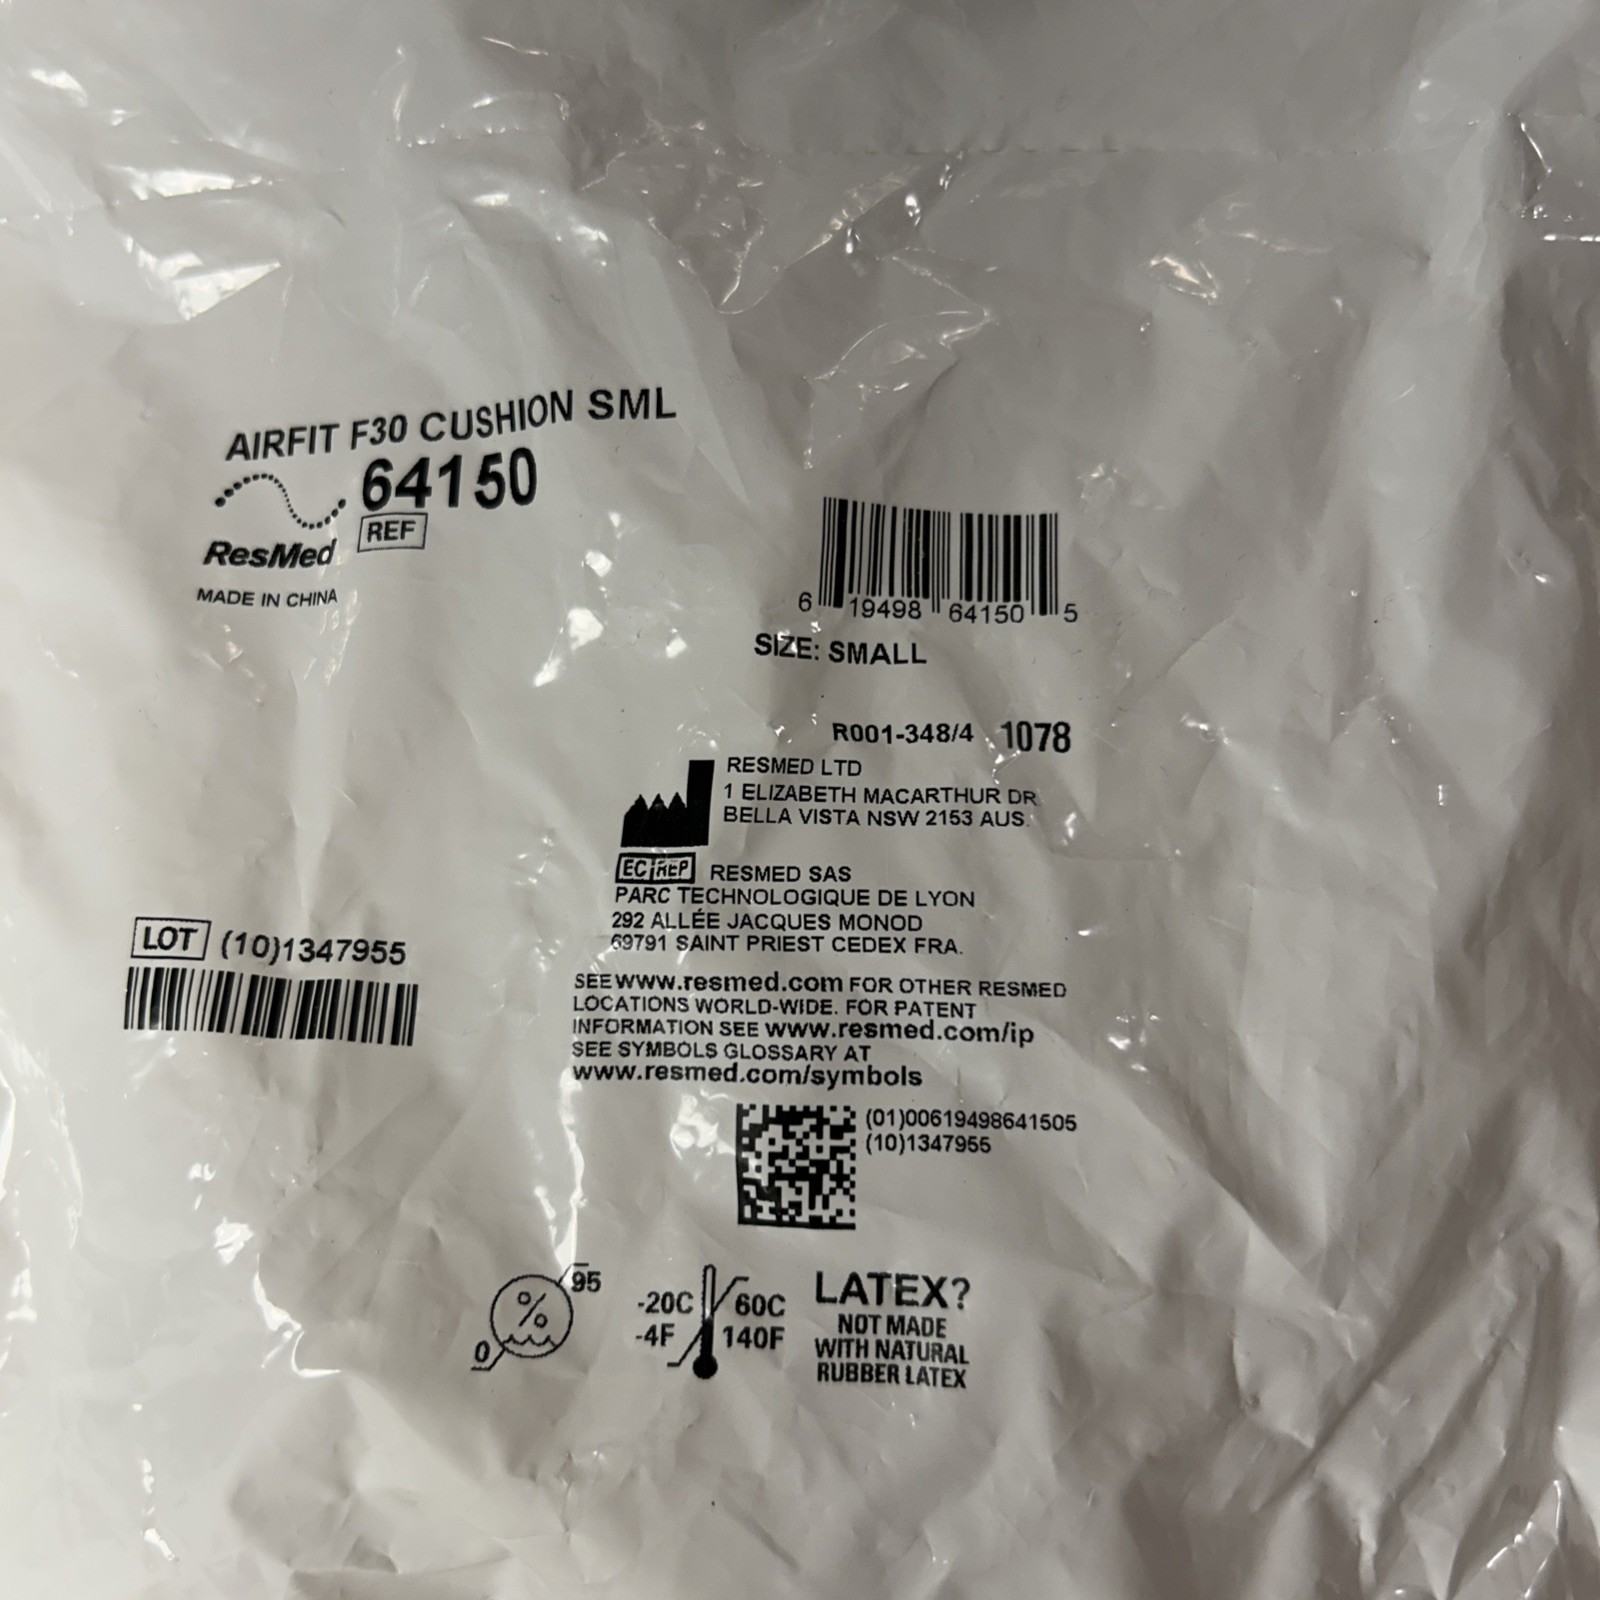 AIRFIT F30 CUSHION SML
64150
REF
ResMed
MADE IN CHINA
6 19498 64150 5
SIZE: SMALL
R001-348/4 1078
RESMED LTD
1 ELIZABETH MACARTHUR DR
BELLA VISTA NSW 2153 AUS.
EC REP RESMED SAS
PARC TECHNOLOGIQUE DE LYON
292 ALLÉE JACQUES MONOD
69791 SAINT PRIEST CEDEX FRA.
LOT (10)1347955
SEE www.resmed.com FOR OTHER RESMED
LOCATIONS WORLD-WIDE. FOR PATENT
INFORMATION SEE www.resmed.com/ip
SEE SYMBOLS GLOSSARY AT
www.resmed.com/symbols
(01)00619498641505
(10)1347955
95
%
0
-20C 60C
-4F 140F
LATEX?
NOT MADE
WITH NATURAL
RUBBER LATEX